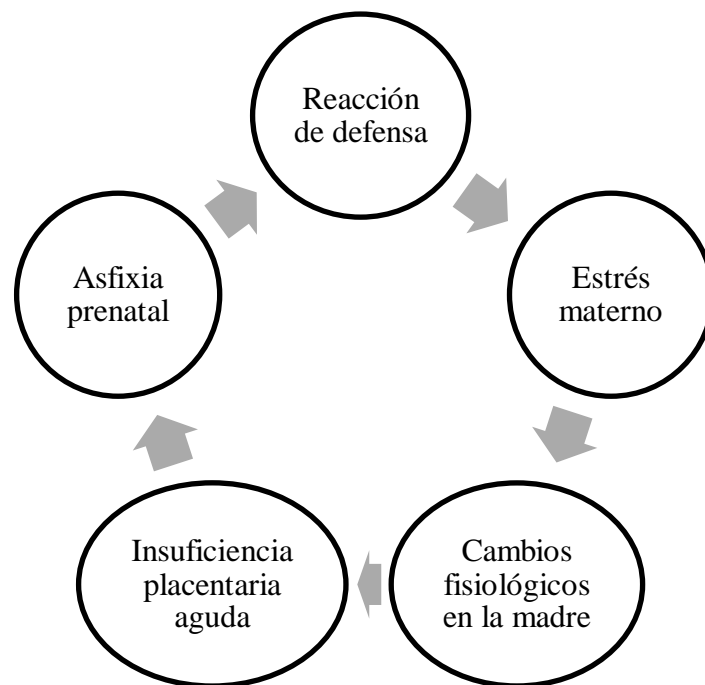 Reacción
de defensa
Estrés
materno
Cambios
fisiológicos
en la madre
Insuficiencia
placentaria
aguda
Asfixia
prenatal